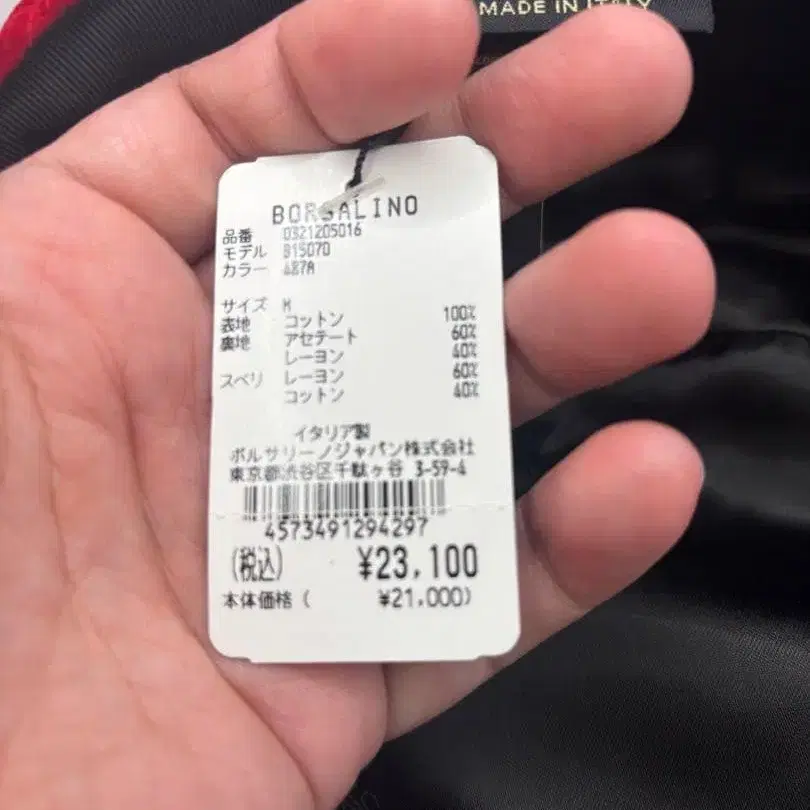 MADE IN ITALY
BORSALINO
品番 0321205016
モデル B15070
カラー 487A
サイズ M
表地 コットン 100%
裏地 アセテート 60%
レーヨン 40%
スベリ レーヨン 60%
コットン 40%
イタリア製
ボルサリーノジャパン株式会社
東京都渋谷区千駄ヶ谷 3-59-4
4573491294297
(税込) ¥23,100
本体価格 ( ¥21,000)